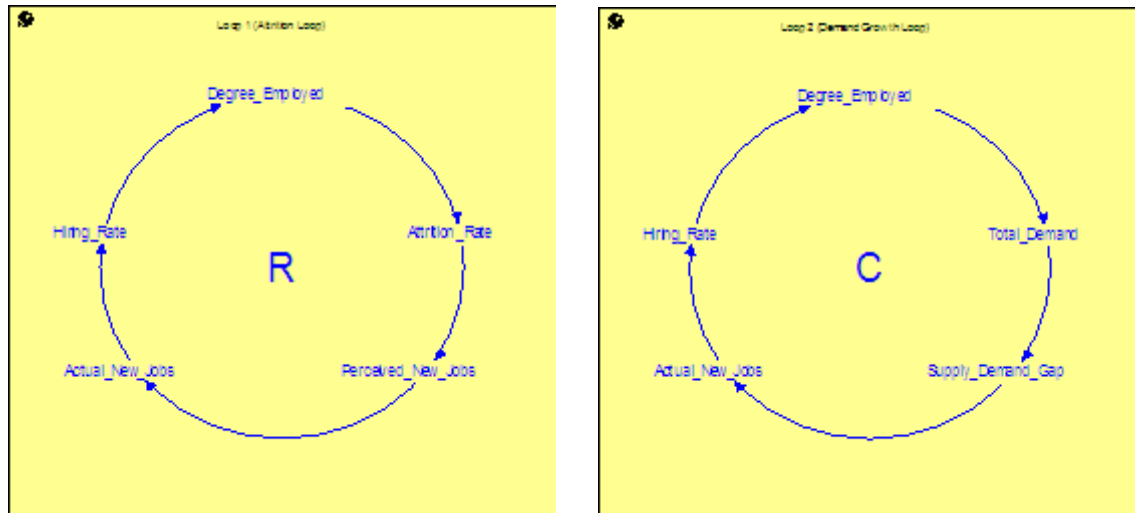 Loop 1 (Attrition Loop)
Degree_Employed
Hiring_Rate
Attrition_Rate
R
Actual_New_Jobs
Perceived_New_Jobs
Loop 2 (Demand Growth Loop)
Degree_Employed
Hiring_Rate
Total_Demand
C
Actual_New_Jobs
Supply_Demand_Gap